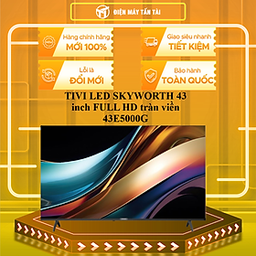 ĐIỆN MÁY TẤN TÀI
Hàng chính hãng
MỚI 100%
Giao siêu nhanh
TIẾT KIỆM
Lỗi là
ĐỔI MỚI
Bảo hành
TOÀN QUỐC
TIVI LED SKYWORTH 43
inch FULL HD tràn viền
43E5000G